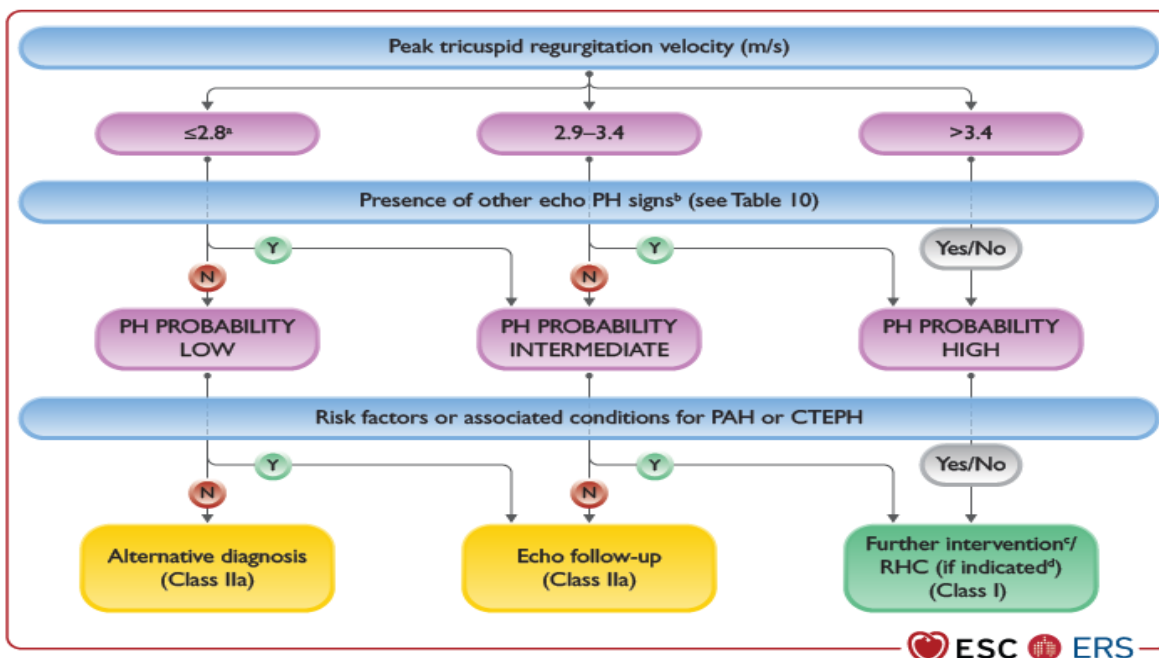 Peak tricuspid regurgitation velocity (m/s)
≤2.8ᵃ
2.9–3.4
>3.4
Presence of other echo PH signsᵇ (see Table 10)
Y
Y
Yes/No
N
N
PH PROBABILITY
LOW
PH PROBABILITY
INTERMEDIATE
PH PROBABILITY
HIGH
Risk factors or associated conditions for PAH or CTEPH
Y
Y
Yes/No
N
N
Alternative diagnosis
(Class IIa)
Echo follow-up
(Class IIa)
Further interventionᶜ/
RHC (if indicatedᵈ)
(Class I)
ESC ERS